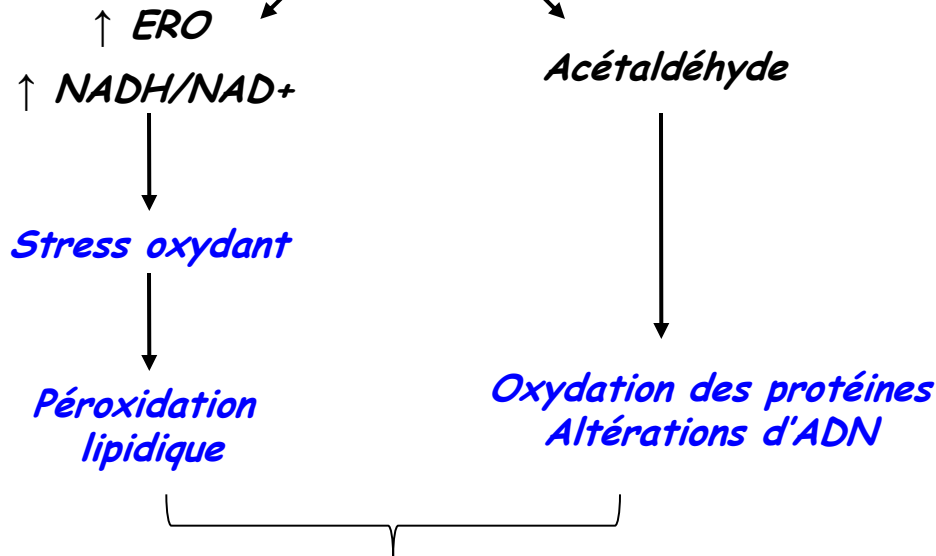 ↑ ERO
↑ NADH/NAD+
Acétaldéhyde
Stress oxydant
Péroxidation
lipidique
Oxydation des protéines
Altérations d'ADN